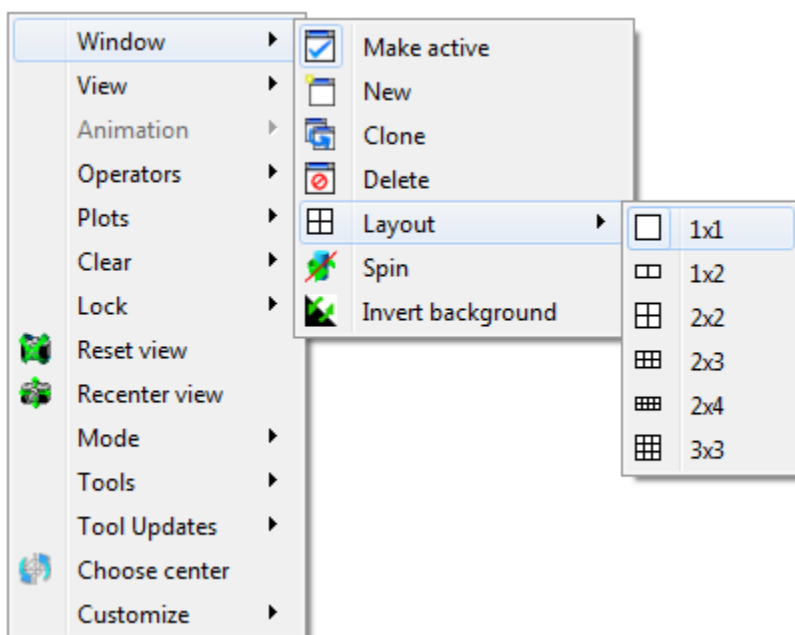 Window
View
Animation
Operators
Plots
Clear
Lock
Reset view
Recenter view
Mode
Tools
Tool Updates
Choose center
Customize
Make active
New
Clone
Delete
Layout
Spin
Invert background
1x1
1x2
2x2
2x3
2x4
3x3